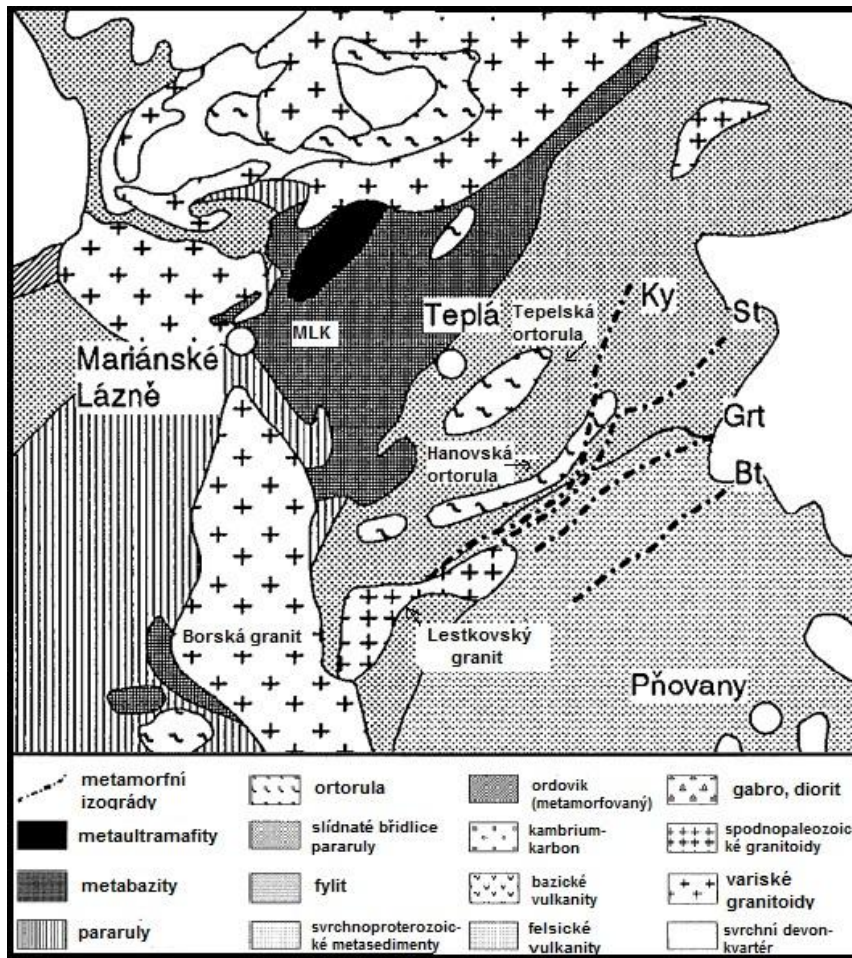 Ky
St
Teplá
Tepelská
ortorula
MLK
Mariánské
Lázně
Grt
Hanovská
ortorula
Bt
Borská granit
Lestkovský
granit
Pňovany
metamorfní
izogrády
ortorula
ordovik
(metamorfovaný)
gabro, diorit
metaultramafity
slídnaté břidlice
pararuly
kambrium-
karbon
spodnopaleozoic-
ké granitoidy
metabazity
fylit
bazické
vulkanity
variské
granitoidy
pararuly
svrchnoproterozoic-
ké metasedimenty
felsické
vulkanity
svrchní devon-
kvartér